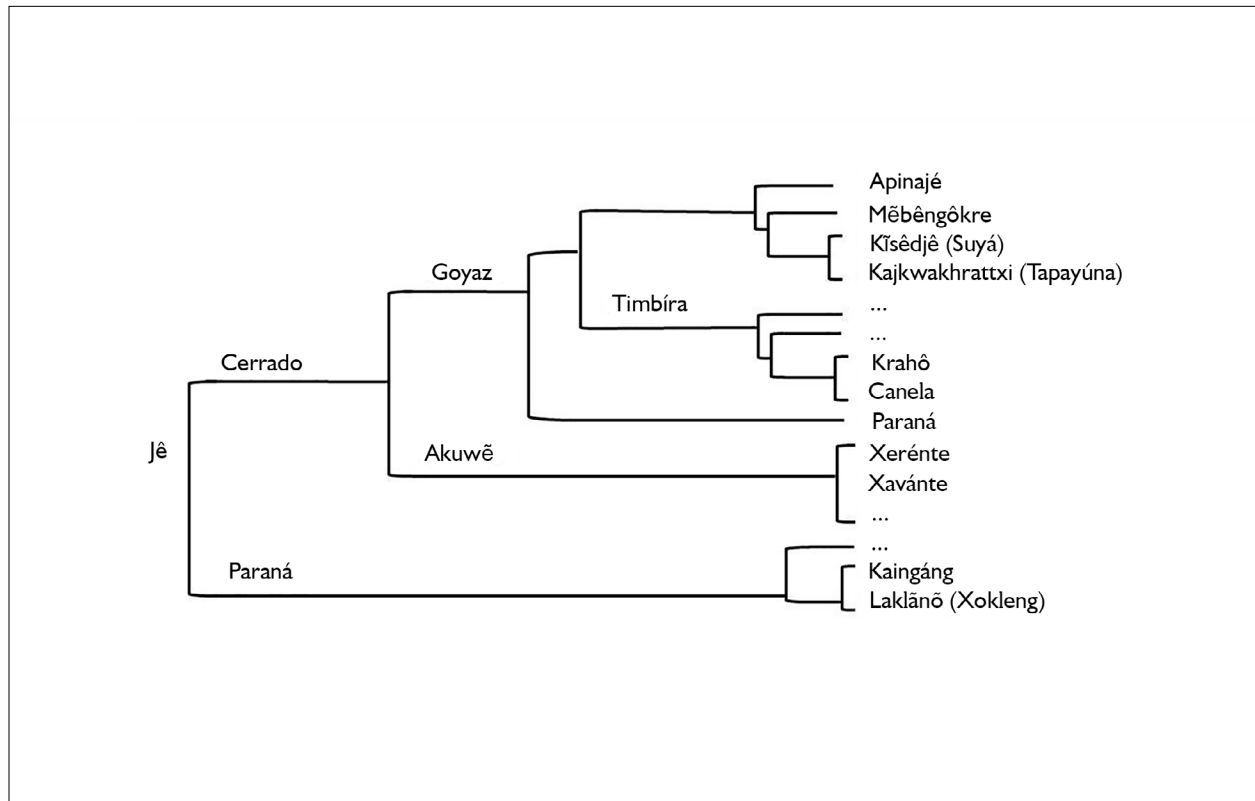 Apinajé
Mẽbêngôkre
Kĩsêdjê (Suyá)
Goyaz
Kajkwakhrattxi (Tapayúna)
Timbíra
...
...
Cerrado
Krahô
Canela
Paraná
Jê
Akuwẽ
Xerénte
Xavánte
...
...
Paraná
Kaingáng
Laklãnõ (Xokleng)